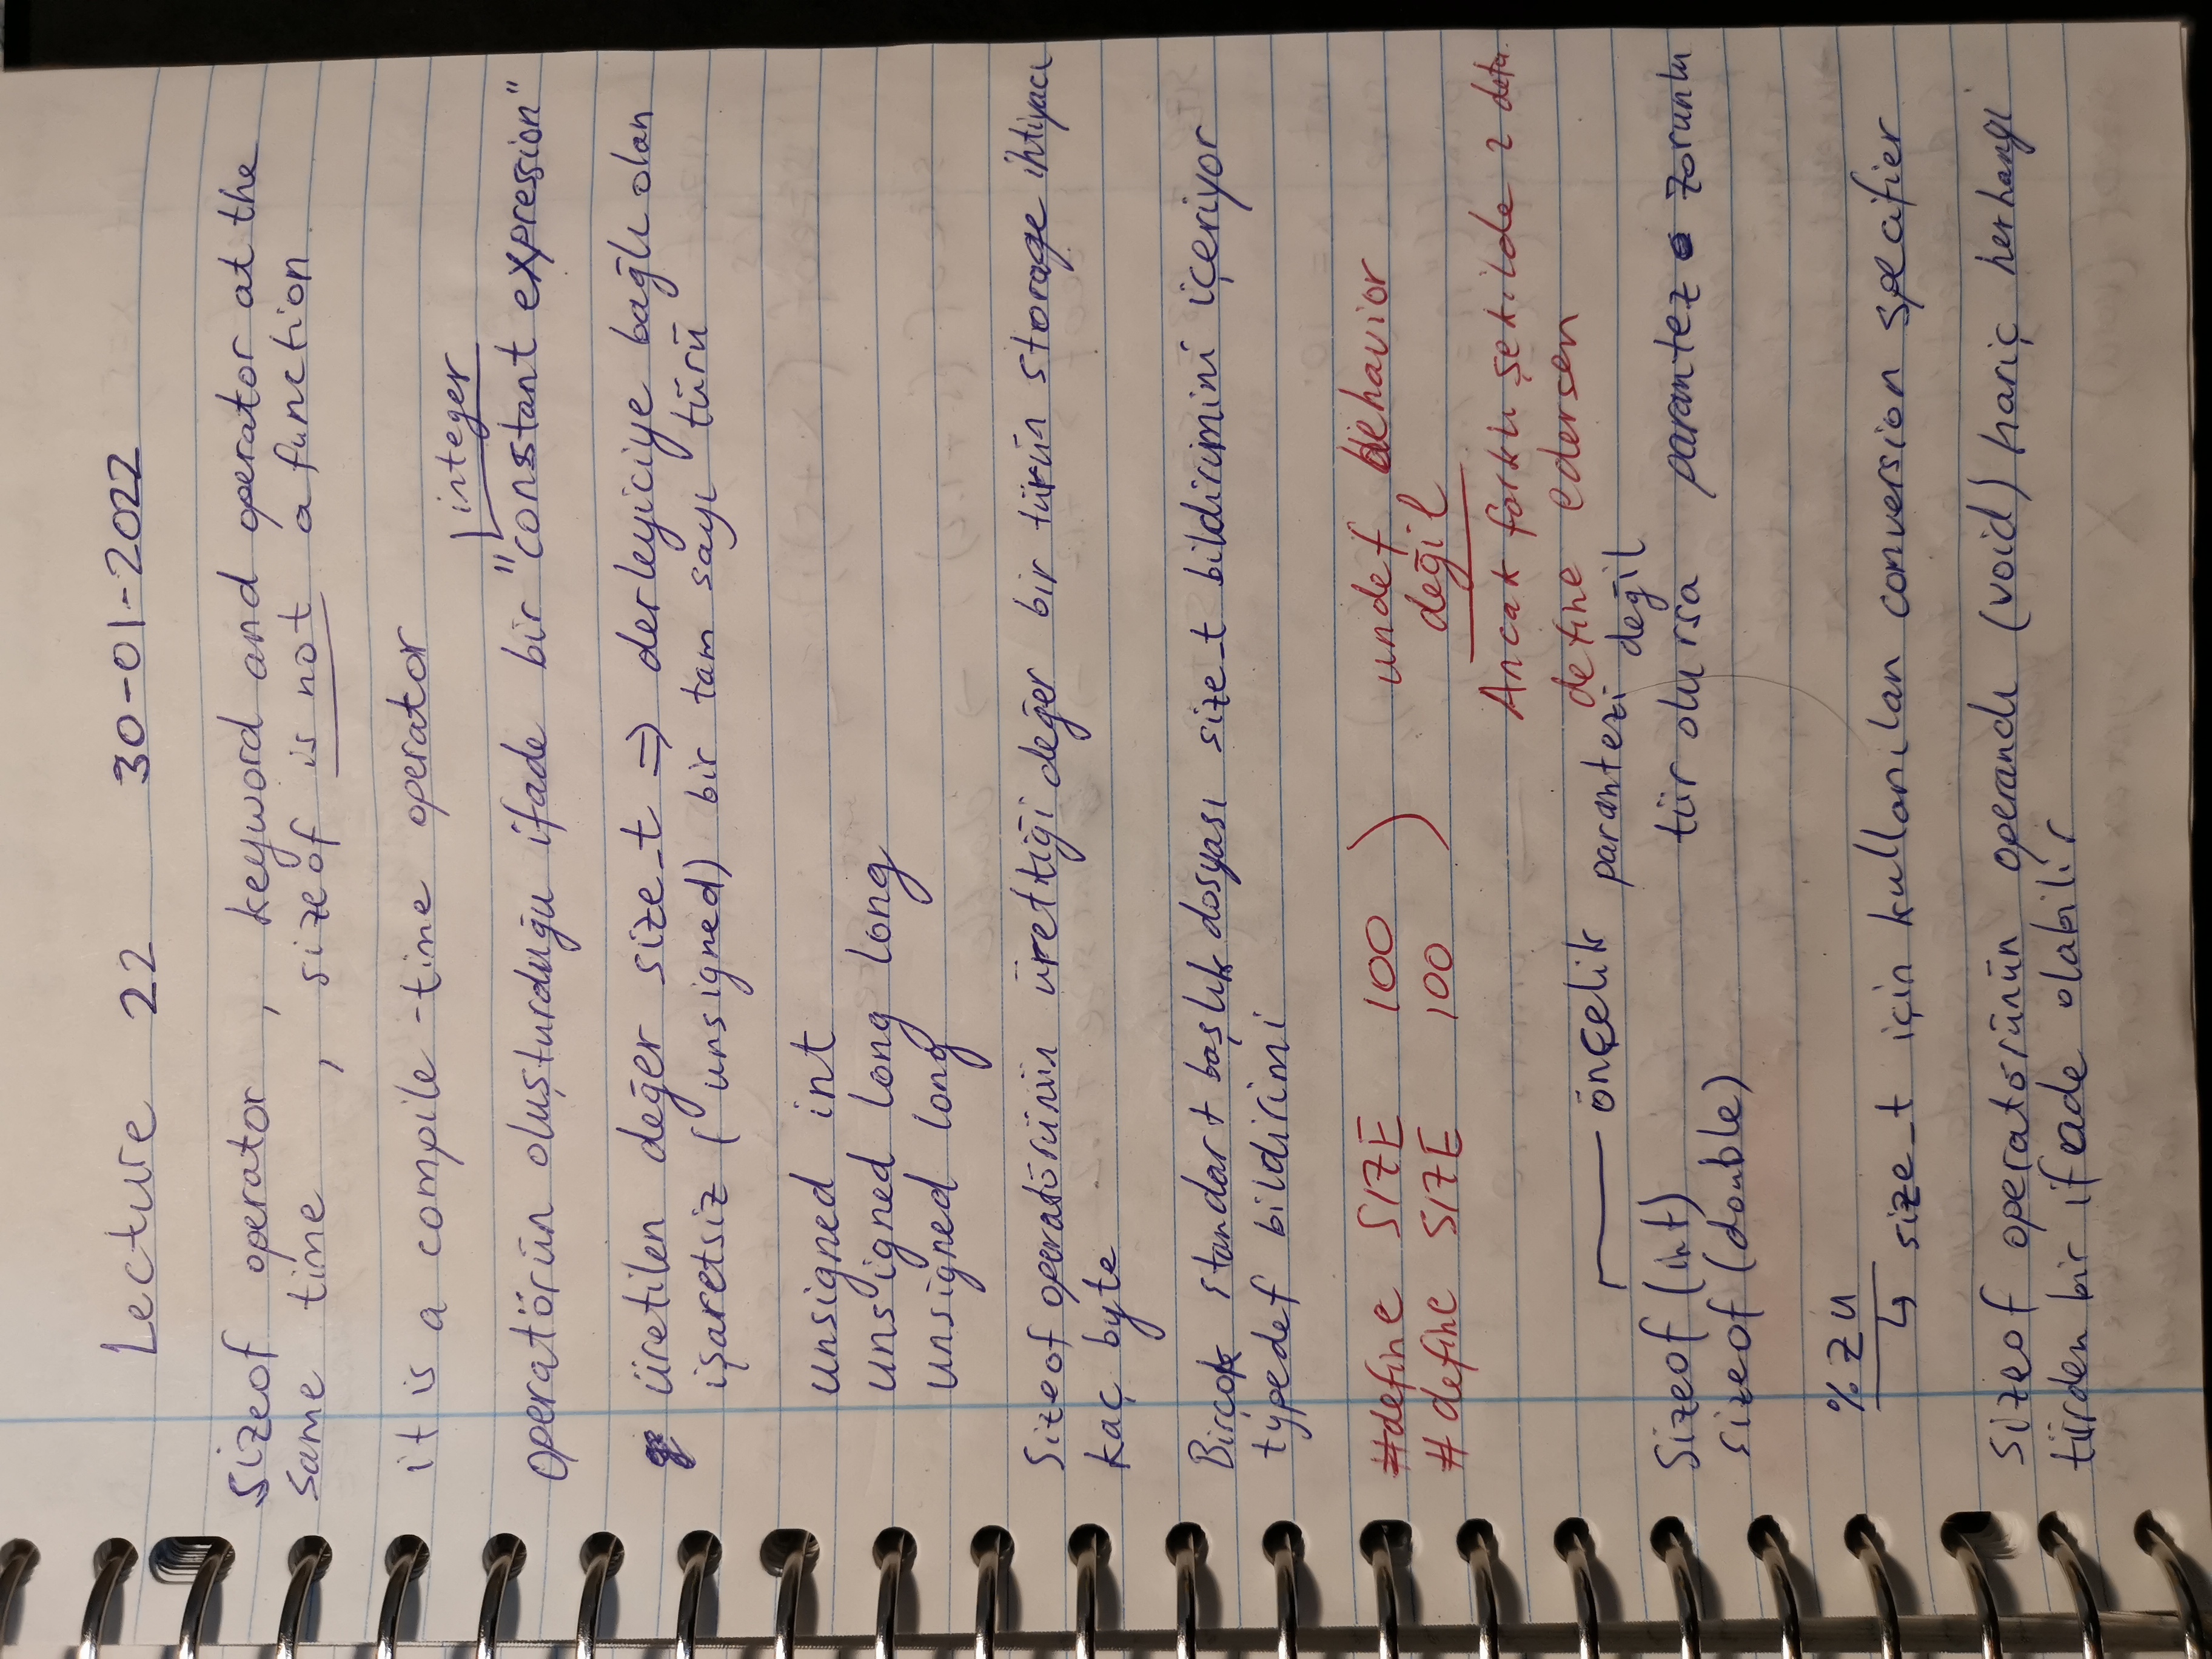 Lecture 22 30-01-2022
sizeof operator , keyword and operator at the
same time , sizeof is not a function
it is a compile-time operator
integer
operatörün oluşturduğu ifade bir "constant expression"
üretilen değer size_t => derleyiciye bağlı olan
işaretsiz (unsigned) bir tam sayı türü
unsigned int
unsigned long long
unsigned long
Sizeof operatörünün ürettiği değer bir türün storage ihtiyacı
kaç byte
Birçok standart başlık dosyası size_t bildirimini içeriyor
typedef bildirimi
#define SIZE 100 ) undef behavior
#define SIZE 100 değil
Ancak farklı şekilde 2 defa
define edersen
önçelik parantezi değil
Sizeof (int) tür olursa parantez zorunlu
sizeof (double)
%zu
↳ size_t için kullanılan conversion specifier
sizeof operatörünün operandı (void) hariç herhangi
türden bir ifade olabilir